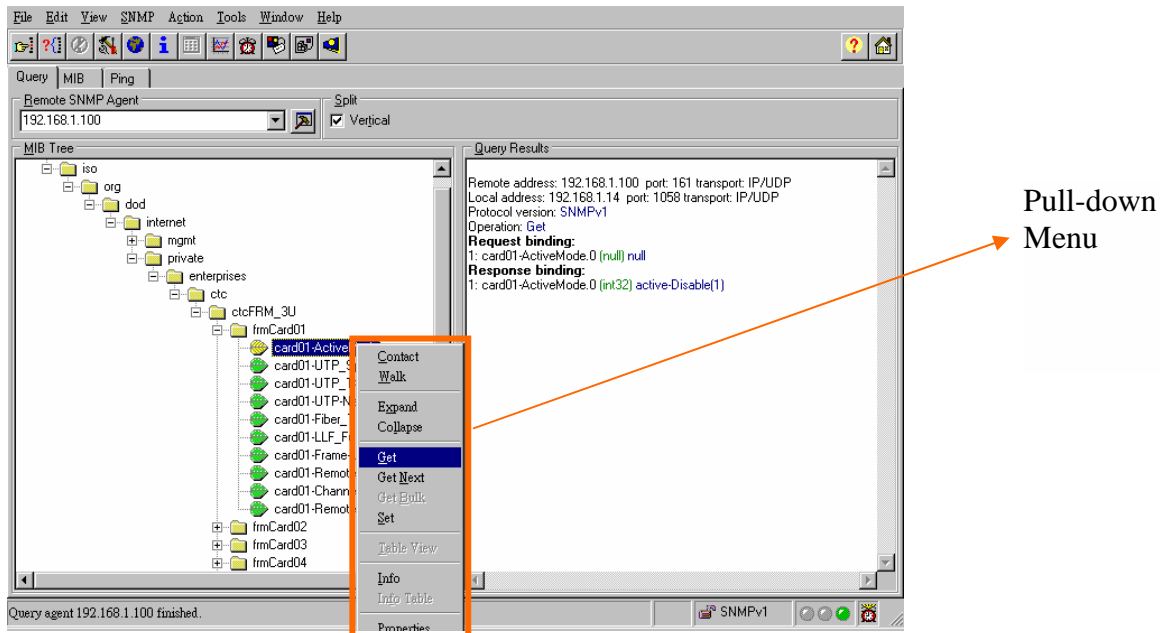 File Edit View SNMP Action Tools Window Help
Query MIB Ping
Remote SNMP Agent
Split
192.168.1.100
Vertical
MIB Tree
iso
org
dod
internet
mgmt
private
enterprises
ctc
ctcFRM_3U
frmCard01
card01-Active
card01-UTP_S
card01-UTP_
card01-UTP-N
card01-Fiber_
card01-LLF_F
card01-Frame-
card01-Remot
card01-Chann
card01-Remot
frmCard02
frmCard03
frmCard04
Contact
Walk
Expand
Collapse
Get
Get Next
Get Bulk
Set
Table View
Info
Info Table
Properties
Query Results
Remote address: 192.168.1.100 port: 161 transport: IP/UDP
Local address: 192.168.1.14 port: 1058 transport: IP/UDP
Protocol version: SNMPv1
Operation: Get
Request binding:
1: card01-ActiveMode.0 (null) null
Response binding:
1: card01-ActiveMode.0 (int32) active-Disable(1)
Pull-down
Menu
Query agent 192.168.1.100 finished.
SNMPv1